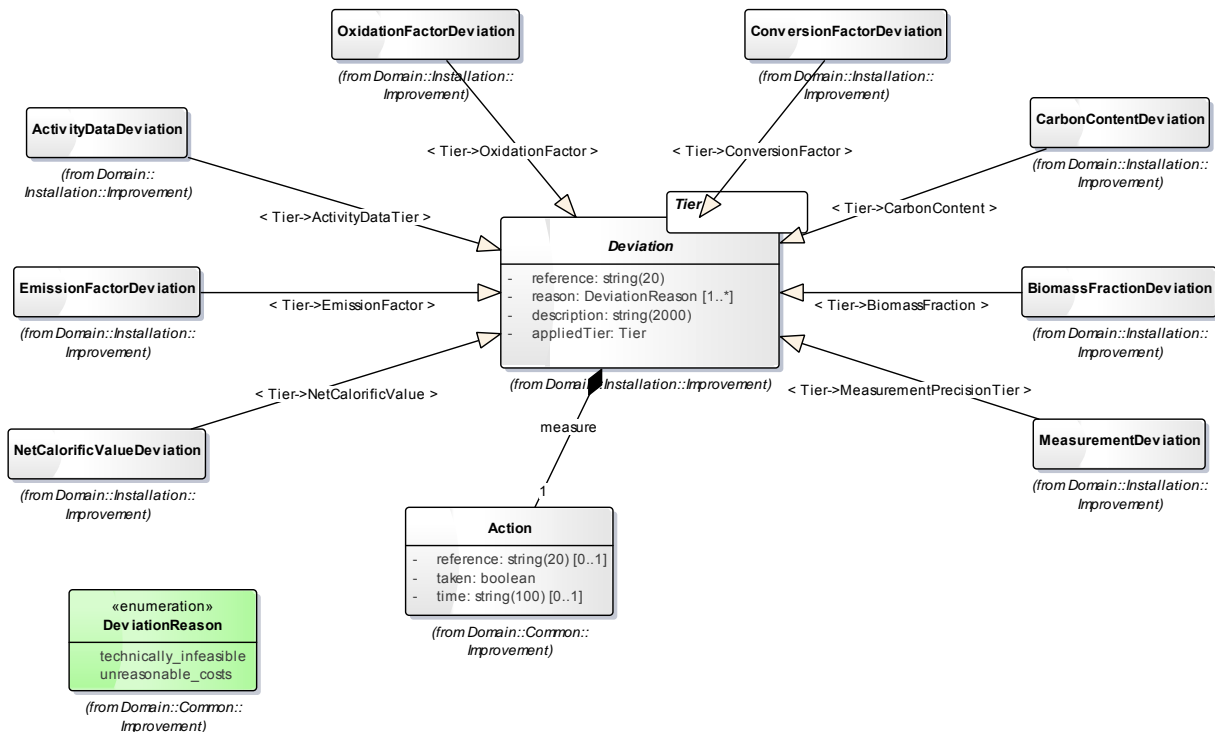 OxidationFactorDeviation
(from Domain::Installation::
Improvement)
ConversionFactorDeviation
(from Domain::Installation::
Improvement)
ActivityDataDeviation
(from Domain::
Installation::Improvement)
CarbonContentDeviation
(from Domain::Installation::
Improvement)
< Tier->OxidationFactor >
< Tier->ConversionFactor >
< Tier->ActivityDataTier >
< Tier->CarbonContent >
Tier
Deviation
- reference: string(20)
- reason: DeviationReason [1..*]
- description: string(2000)
- appliedTier: Tier
(from Domain::Installation::Improvement)
EmissionFactorDeviation
(from Domain::Installation::
Improvement)
< Tier->EmissionFactor >
< Tier->BiomassFraction >
BiomassFractionDeviation
(from Domain::Installation::
Improvement)
< Tier->NetCalorificValue >
< Tier->MeasurementPrecisionTier >
NetCalorificValueDeviation
(from Domain::Installation::
Improvement)
MeasurementDeviation
(from Domain::Installation::
Improvement)
measure
1
Action
- reference: string(20) [0..1]
- taken: boolean
- time: string(100) [0..1]
(from Domain::Common::
Improvement)
«enumeration»
DeviationReason
technically_infeasible
unreasonable_costs
(from Domain::Common::
Improvement)